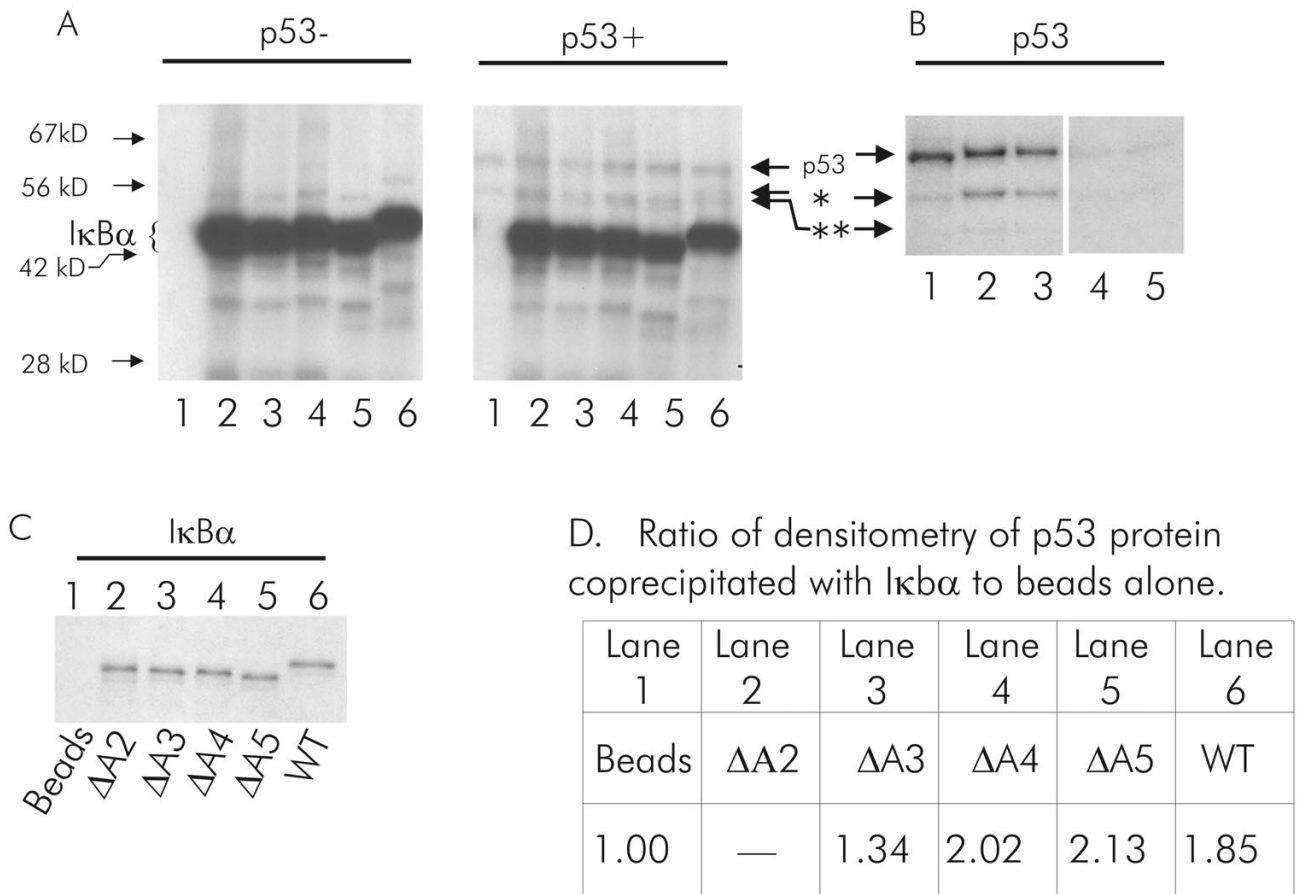 A
p53-
p53+
B
p53
67kD
56 kD
IκBα {
42 kD
28 kD
p53
*
**
1 2 3 4 5 6
1 2 3 4 5 6
1 2 3 4 5
C
IκBα
1 2 3 4 5 6
Beads ΔA2 ΔA3 ΔA4 ΔA5 WT
D. Ratio of densitometry of p53 protein
coprecipitated with Iκbα to beads alone.
Lane 1 Lane 2 Lane 3 Lane 4 Lane 5 Lane 6
Beads ΔA2 ΔA3 ΔA4 ΔA5 WT
1.00 — 1.34 2.02 2.13 1.85